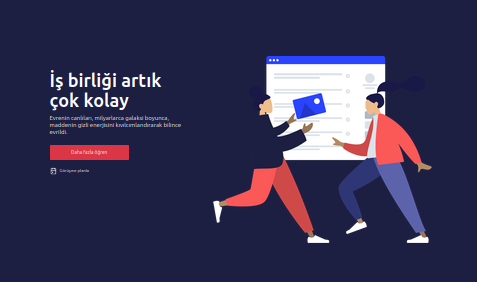 İş birliği artık
çok kolay
Evrenin canlıları, milyarlarca galaksi boyunca,
maddenin gizli enerjisini kıvılcımlandırarak bilince
evrildi.
Daha fazla öğren
Görüşme planla